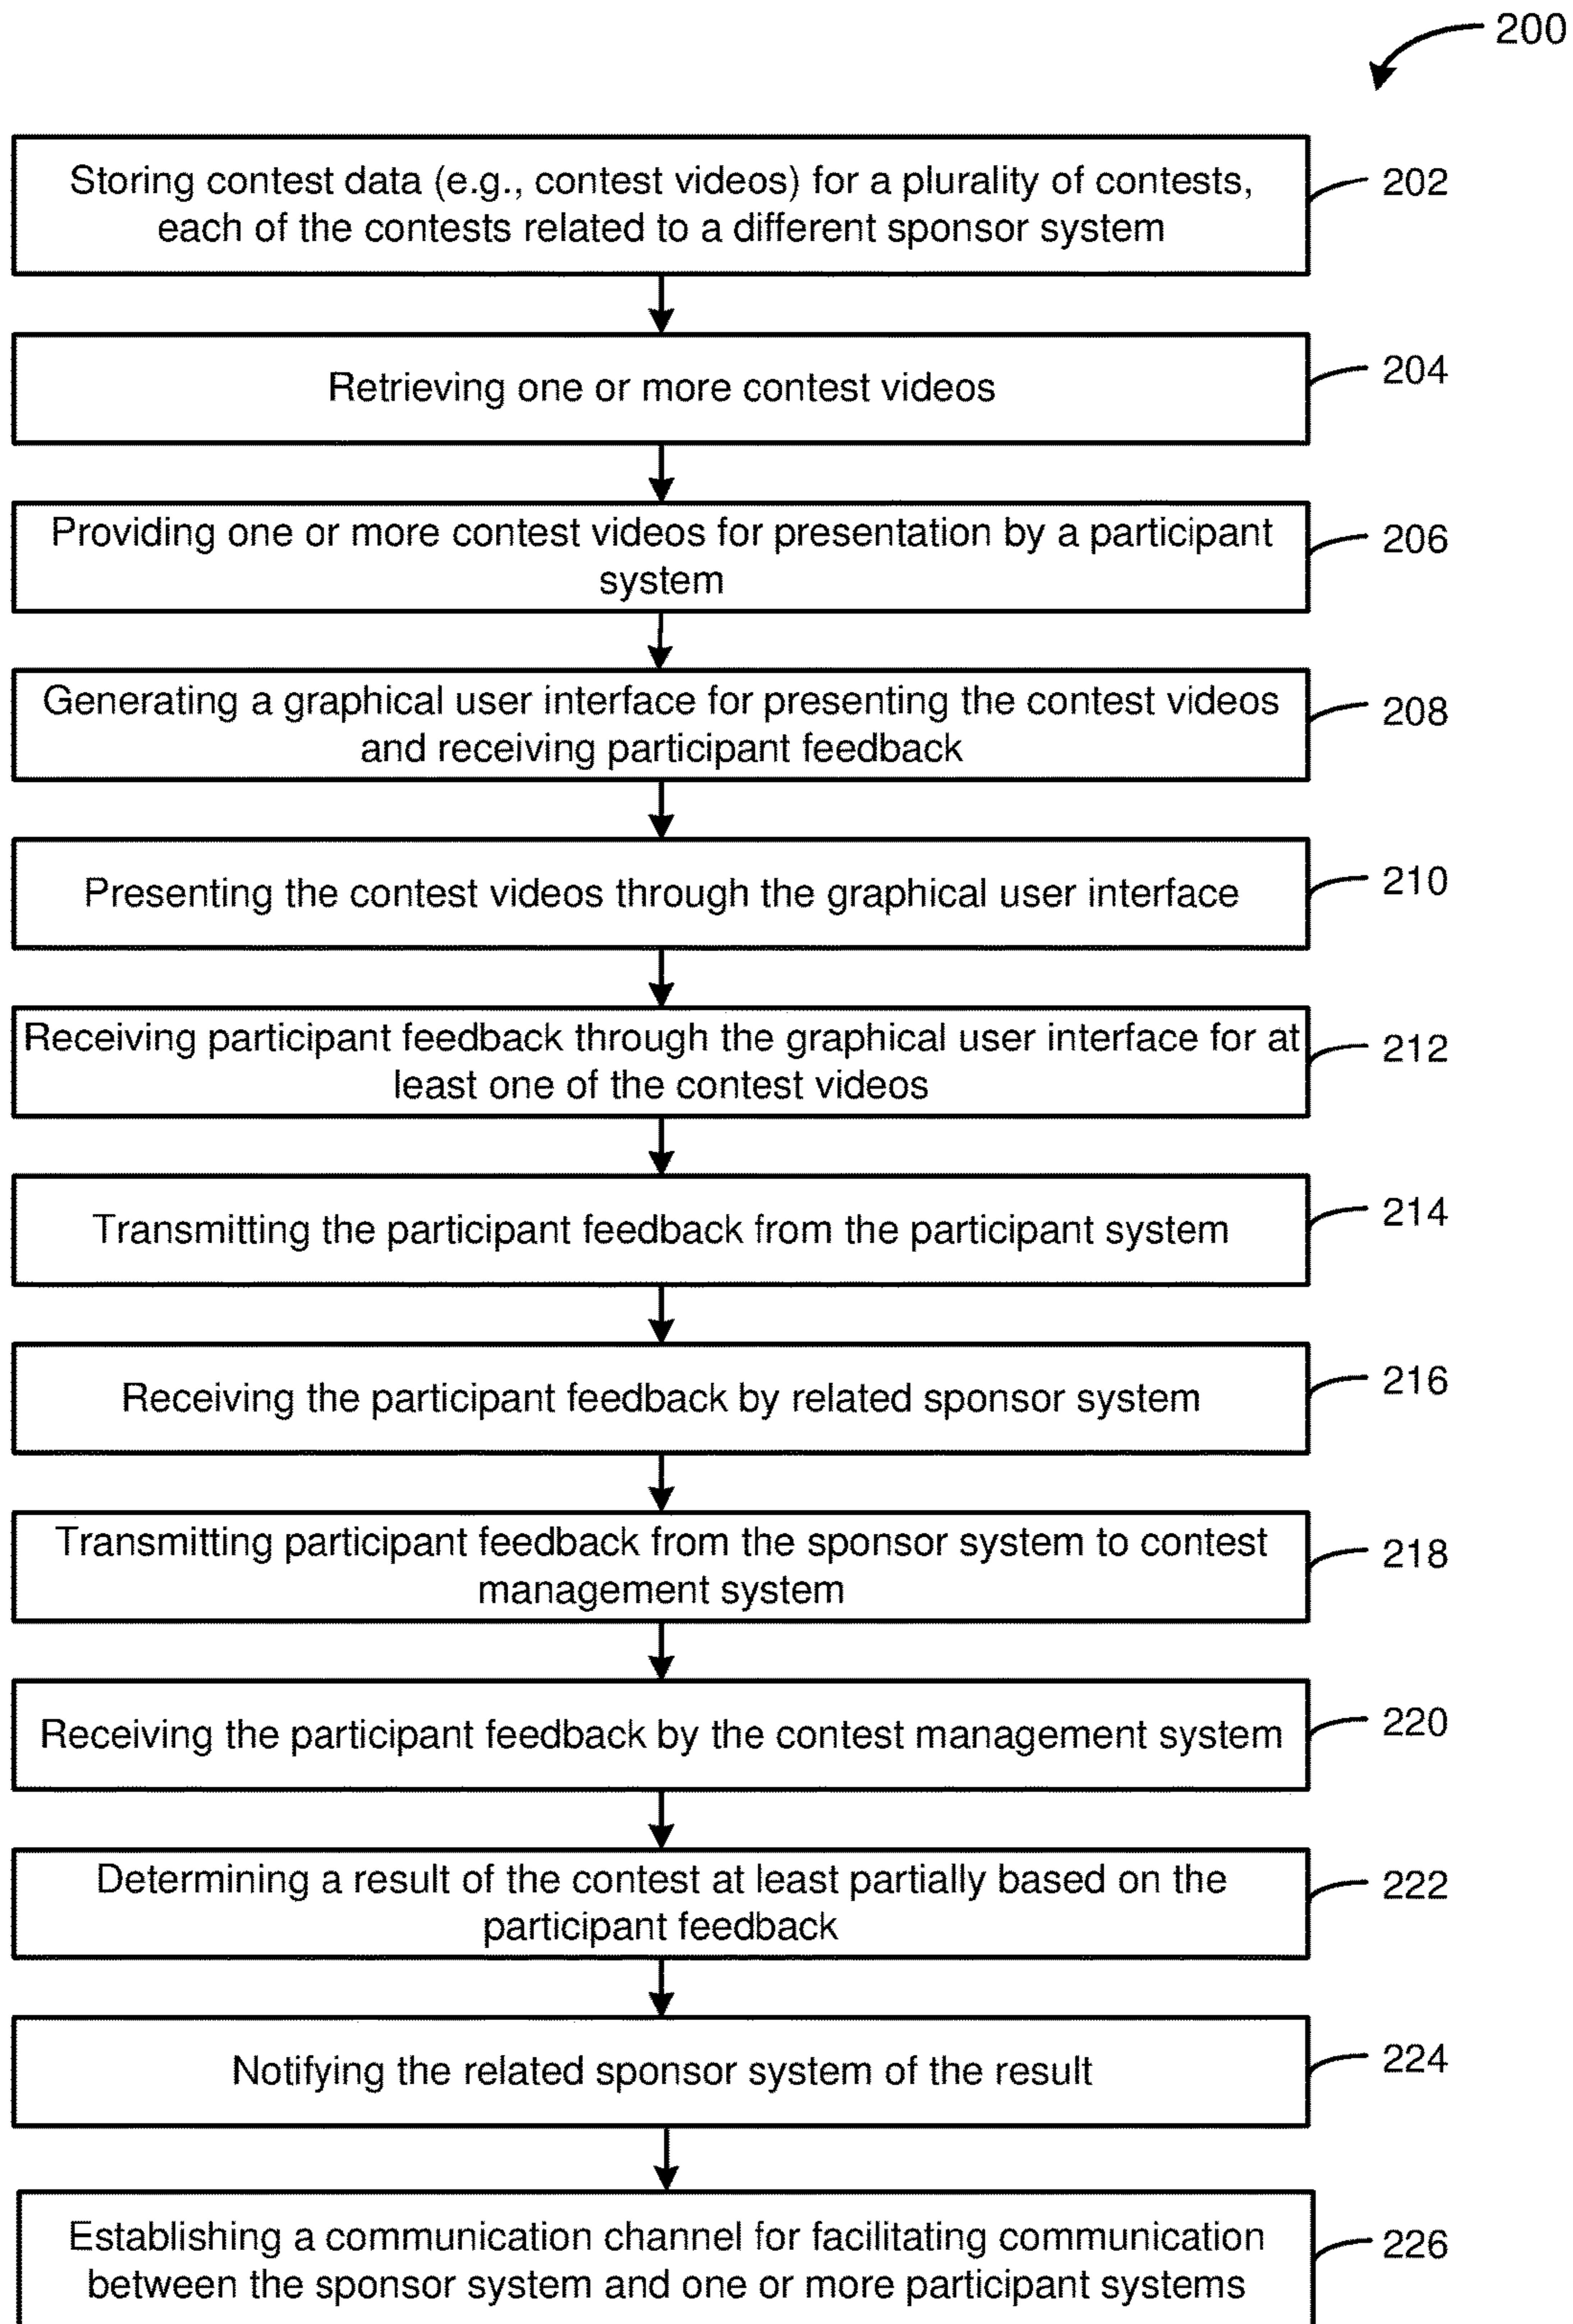 200
Storing contest data (e.g., contest videos) for a plurality of contests,
each of the contests related to a different sponsor system
202
Retrieving one or more contest videos
204
Providing one or more contest videos for presentation by a participant
system
206
Generating a graphical user interface for presenting the contest videos
and receiving participant feedback
208
Presenting the contest videos through the graphical user interface
210
Receiving participant feedback through the graphical user interface for at
least one of the contest videos
212
Transmitting the participant feedback from the participant system
214
Receiving the participant feedback by related sponsor system
216
Transmitting participant feedback from the sponsor system to contest
management system
218
Receiving the participant feedback by the contest management system
220
Determining a result of the contest at least partially based on the
participant feedback
222
Notifying the related sponsor system of the result
224
Establishing a communication channel for facilitating communication
between the sponsor system and one or more participant systems
226